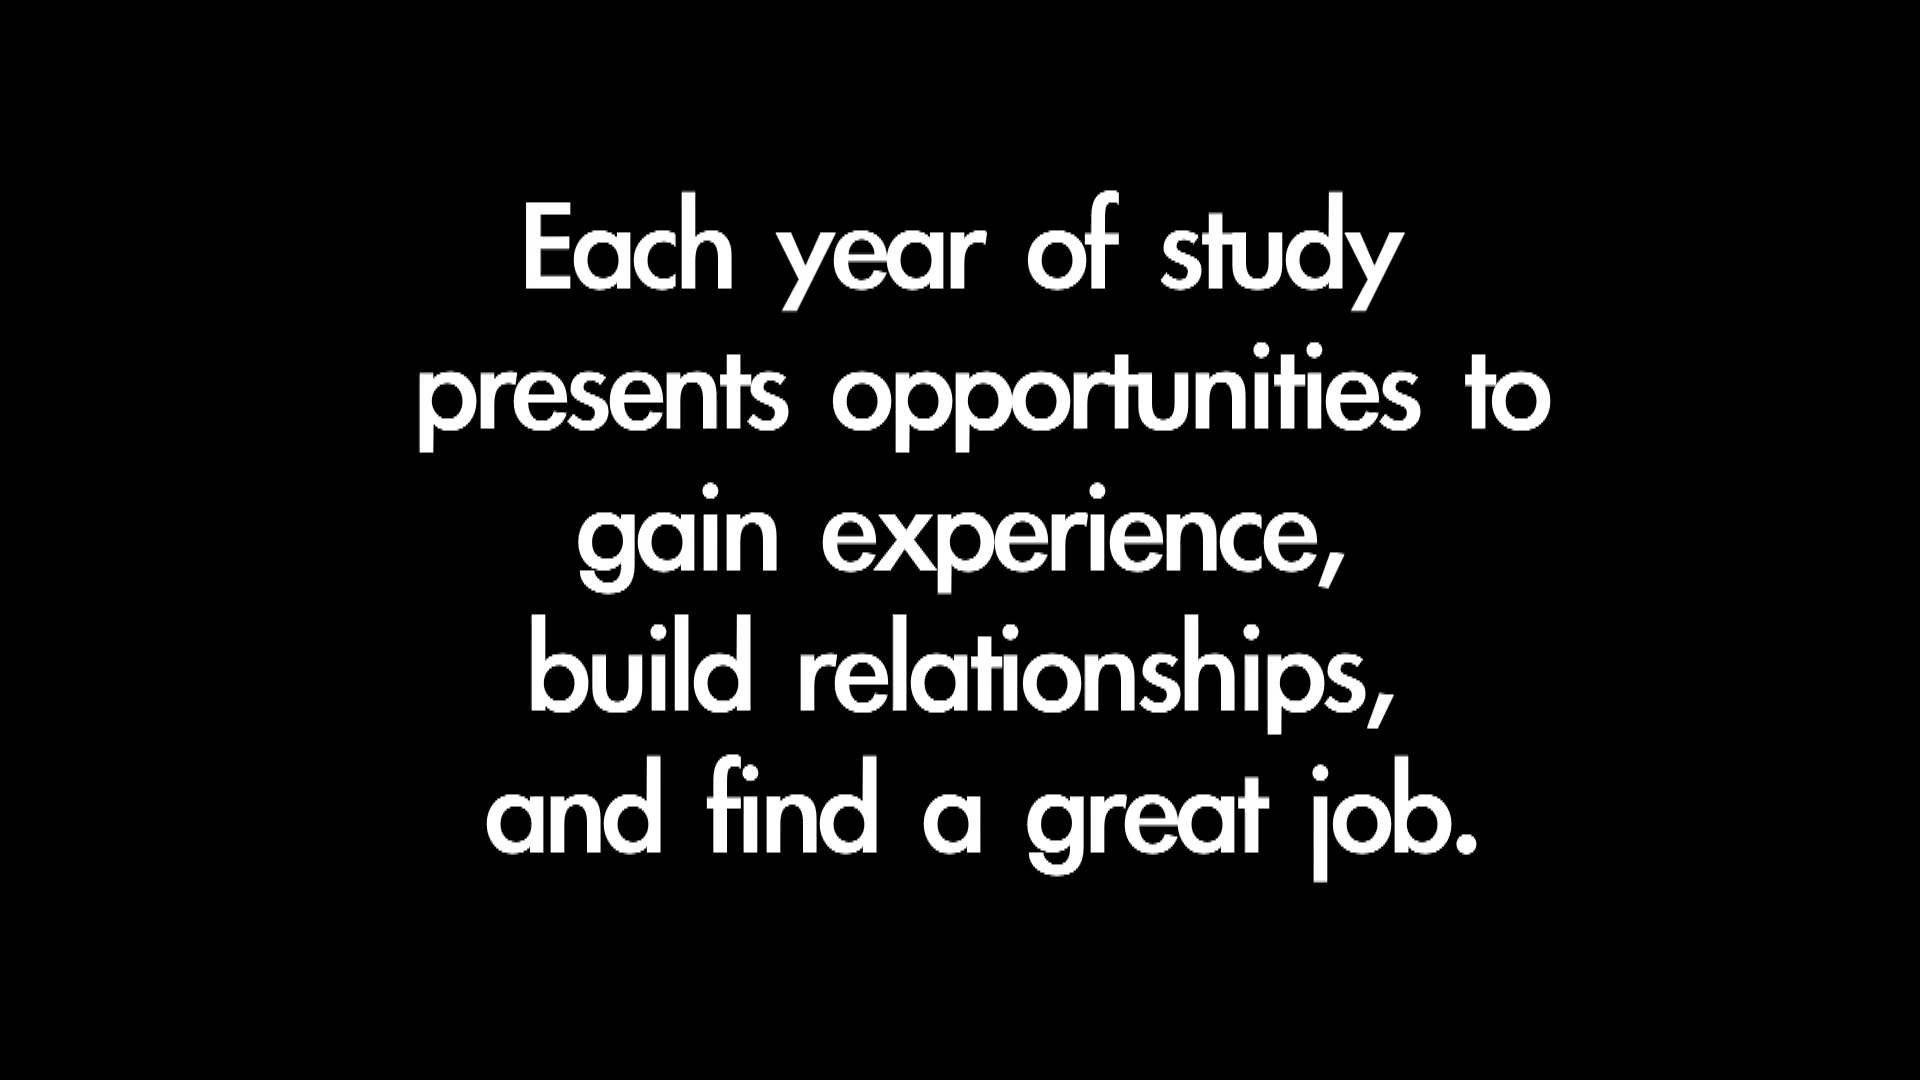 Each year of study
presents opportunities to
gain experience,
build relationships,
and find a great job.